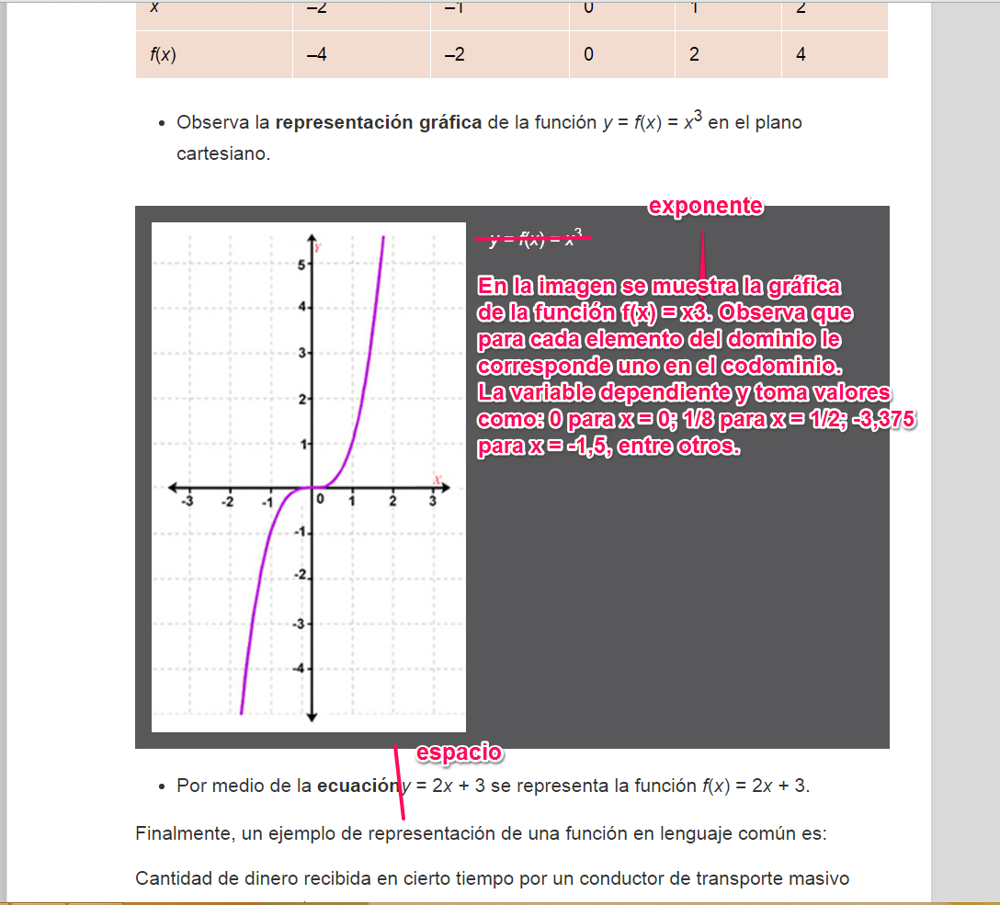 x –2 –1 0 1 2
f(x) –4 –2 0 2 4
• Observa la representación gráfica de la función y = f(x) = x³ en el plano
cartesiano.
exponente
y = f(x) = x³
En la imagen se muestra la gráfica
de la función f(x) = x3. Observa que
para cada elemento del dominio le
corresponde uno en el codominio.
La variable dependiente y toma valores
como: 0 para x = 0; 1/8 para x = 1/2; -3,375
para x = -1,5, entre otros.
Y
5
4
3
2
1
X
-3 -2 -1 0 1 2 3
-1
-2
-3
-4
espacio
• Por medio de la ecuacióny = 2x + 3 se representa la función f(x) = 2x + 3.
Finalmente, un ejemplo de representación de una función en lenguaje común es:
Cantidad de dinero recibida en cierto tiempo por un conductor de transporte masivo